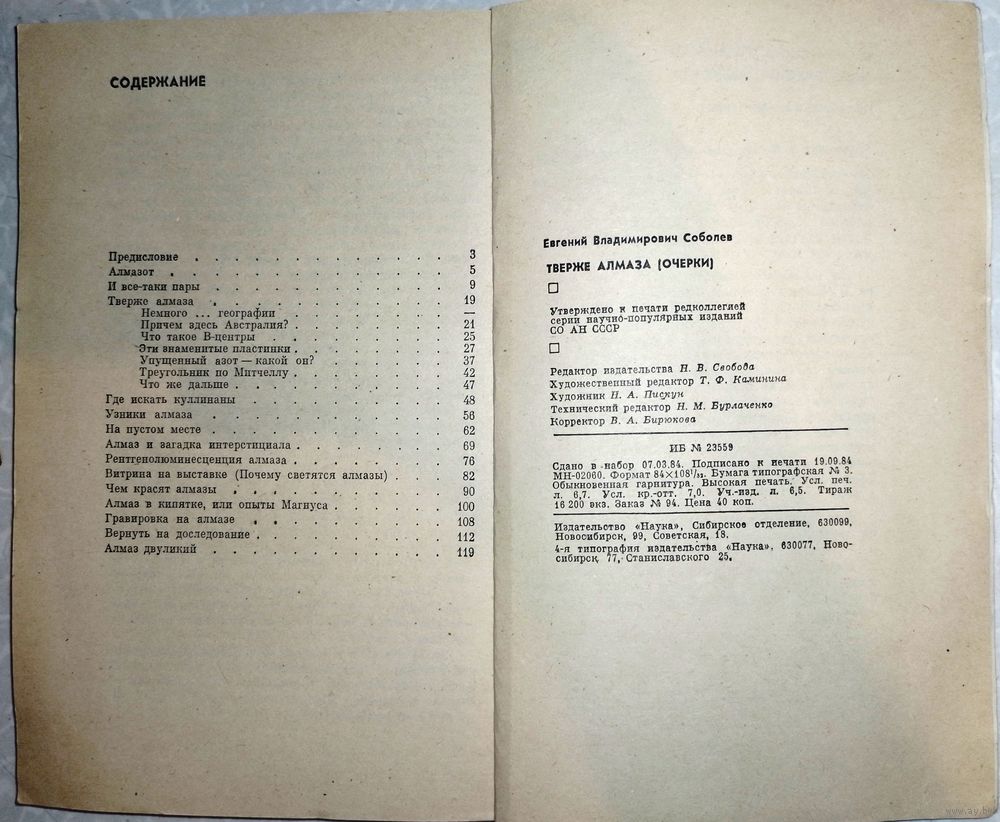 СОДЕРЖАНИЕ
Предисловие . . . . . . . . . . . . 3
Алмазот . . . . . . . . . . . . . 5
И все-таки пары . . . . . . . . . . . 9
Тверже алмаза . . . . . . . . . . . 19
Немного ... географии . . . . . . . . —
Причем здесь Австралия? . . . . . . . 21
Что такое В-центры . . . . . . . . 25
Эти знаменитые пластинки . . . . . . . 27
Упущенный азот — какой он? . . . . . . 37
Треугольник по Митчеллу . . . . . . . 42
Что же дальше . . . . . . . . . . 47
Где искать куллинаны . . . . . . . . . 48
Узники алмаза . . . . . . . . . . . 56
На пустом месте . . . . . . . . . . . 62
Алмаз и загадка интерстициала . . . . . . . 69
Рентгенолюминесценция алмаза . . . . . . . 76
Витрина на выставке (Почему светятся алмазы) . . . 82
Чем красят алмазы . . . . . . . . . . 90
Алмаз в кипятке, или опыты Магнуса . . . . . 100
Гравировка на алмазе . . . . . . . . . 108
Вернуть на доследование . . . . . . . . . 112
Алмаз двуликий . . . . . . . . . . . 119
Евгений Владимирович Соболев
ТВЕРЖЕ АЛМАЗА (ОЧЕРКИ)
Утверждено к печати редколлегией
серии научно-популярных изданий
СО АН СССР
Редактор издательства Н. В. Свобода
Художественный редактор Т. Ф. Каминина
Художник Н. А. Пискун
Технический редактор Н. М. Бурлаченко
Корректор В. А. Бирюкова
ИБ № 23559
Сдано в набор 07.03.84. Подписано к печати 19.09.84
МН-02060. Формат 84×108¹/₃₂. Бумага типографская № 3.
Обыкновенная гарнитура. Высокая печать. Усл. печ.
л. 6,7. Усл. кр.-отт. 7,0. Уч.-изд. л. 6,5. Тираж
16 200 экз. Заказ № 94. Цена 40 коп.
Издательство «Наука», Сибирское отделение, 630099,
Новосибирск, 99, Советская, 18.
4-я типография издательства «Наука». 630077, Ново-
сибирск, 77, Станиславского 25.